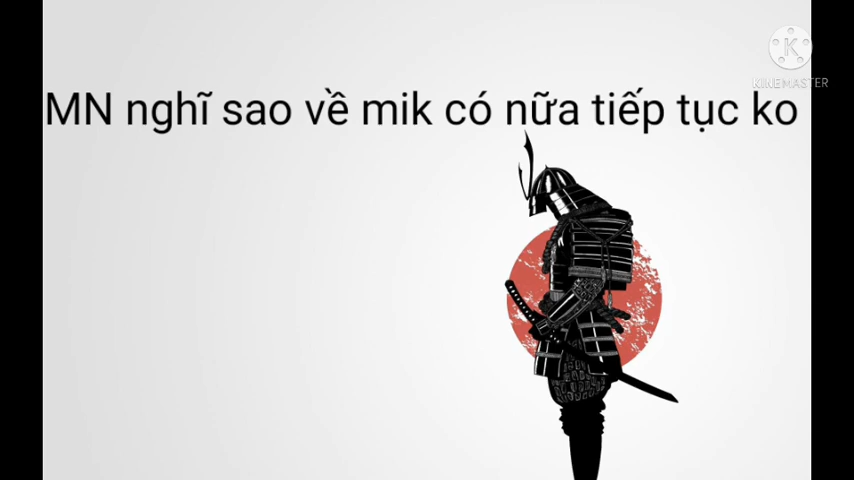 K
KINEMASTER
MN nghĩ sao về mik có nữa tiếp tục ko